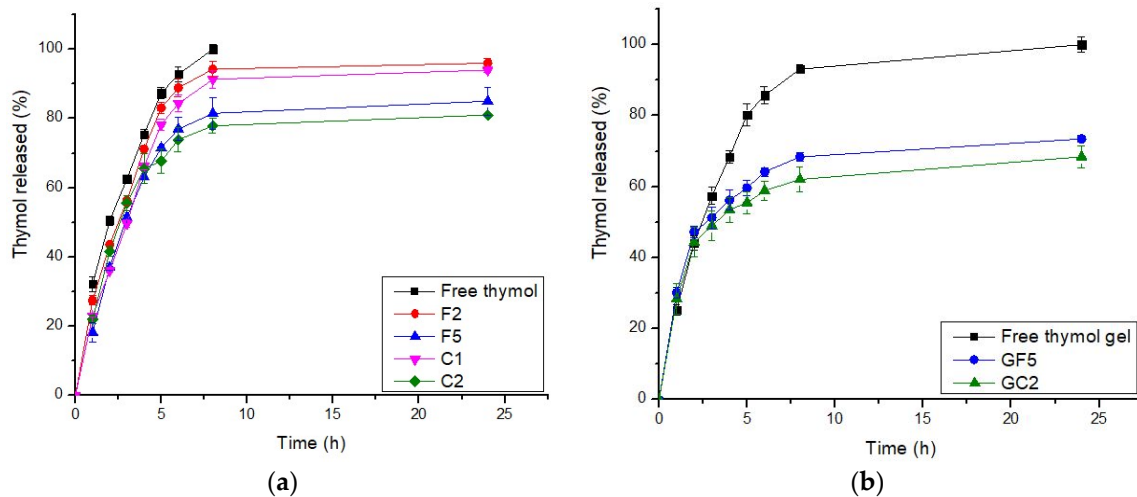 Thymol released (%)
100
80
60
40
20
0
Free thymol
F2
F5
C1
C2
0 5 10 15 20 25
Time (h)
(a)
Thymol released (%)
100
80
60
40
20
0
Free thymol gel
GF5
GC2
0 5 10 15 20 25
Time (h)
(b)